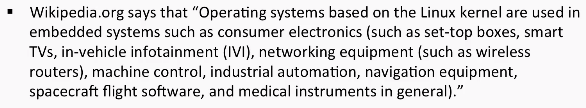 ▪ Wikipedia.org says that “Operating systems based on the Linux kernel are used in
embedded systems such as consumer electronics (such as set-top boxes, smart
TVs, in-vehicle infotainment (IVI), networking equipment (such as wireless
routers), machine control, industrial automation, navigation equipment,
spacecraft flight software, and medical instruments in general).”